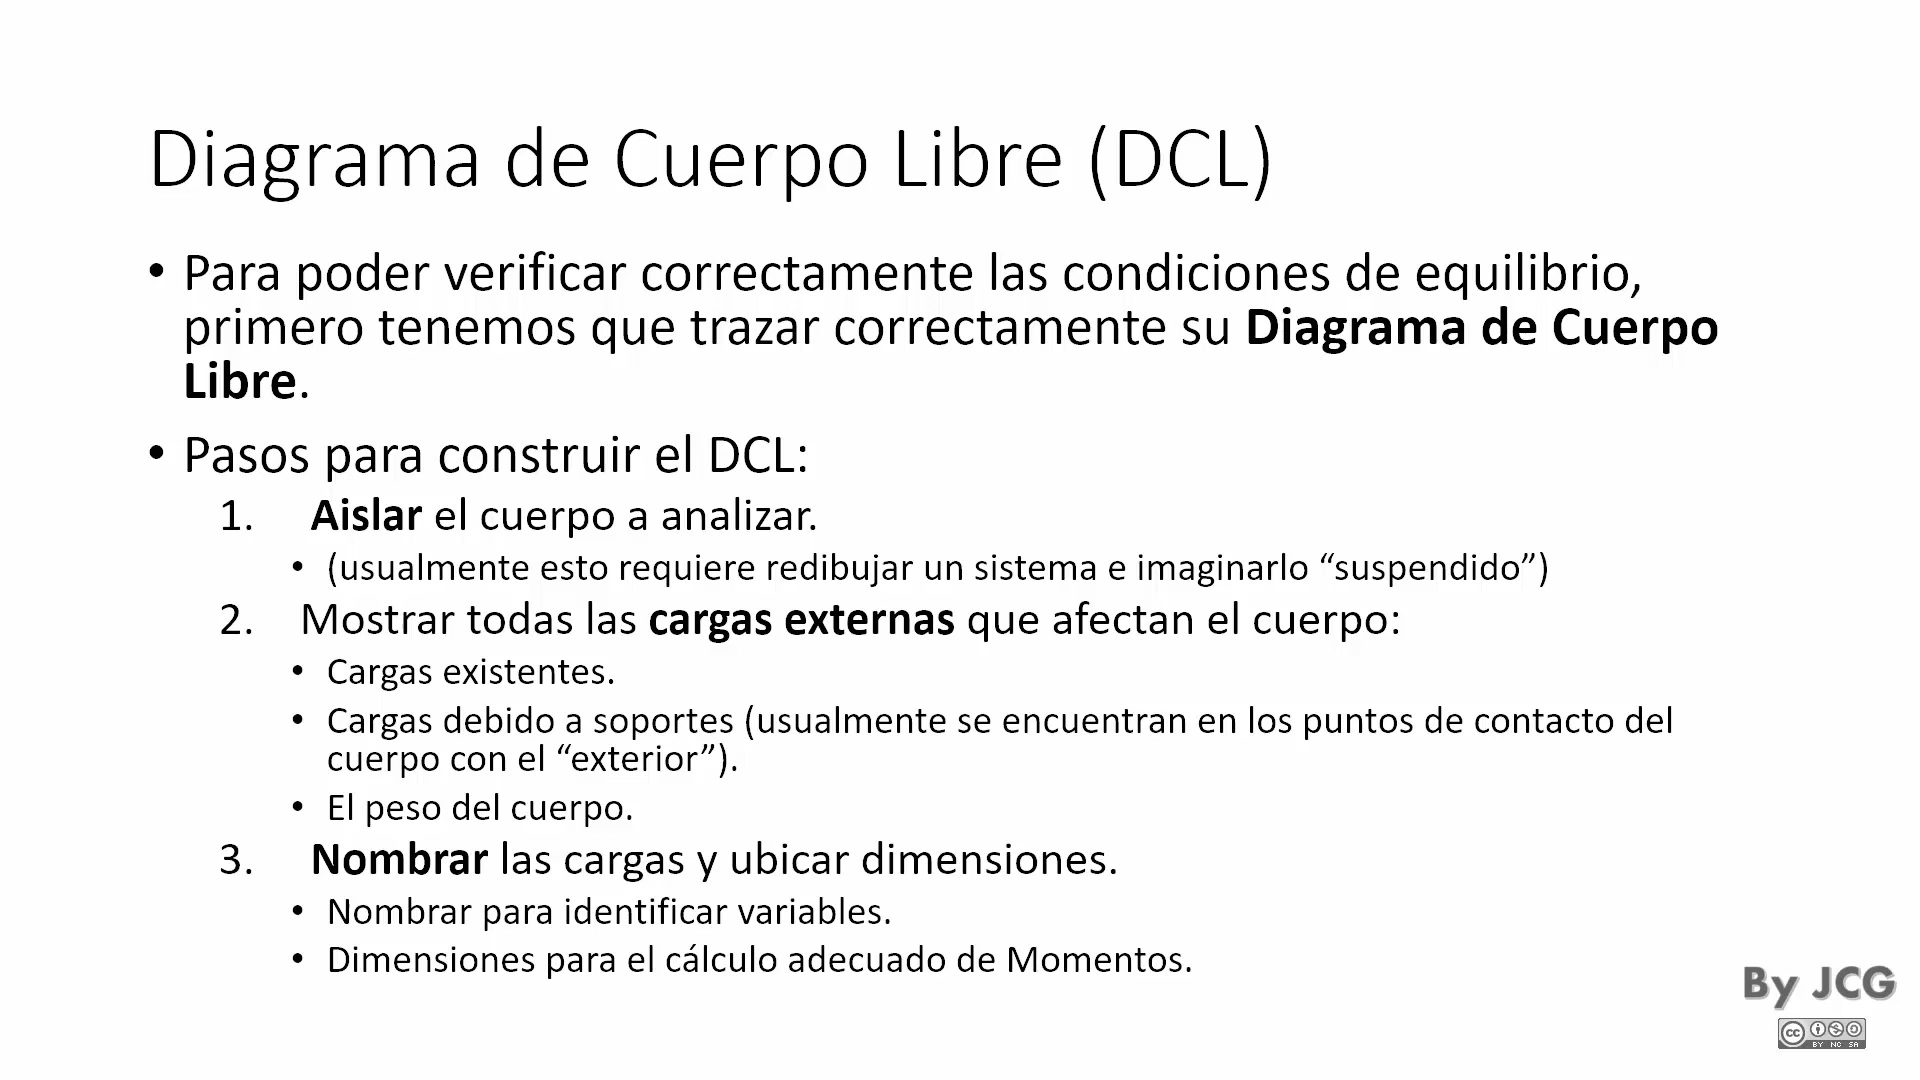 Diagrama de Cuerpo Libre (DCL)
• Para poder verificar correctamente las condiciones de equilibrio,
primero tenemos que trazar correctamente su Diagrama de Cuerpo
Libre.
• Pasos para construir el DCL:
1. Aislar el cuerpo a analizar.
• (usualmente esto requiere redibujar un sistema e imaginarlo “suspendido”)
2. Mostrar todas las cargas externas que afectan el cuerpo:
• Cargas existentes.
• Cargas debido a soportes (usualmente se encuentran en los puntos de contacto del
cuerpo con el “exterior”).
• El peso del cuerpo.
3. Nombrar las cargas y ubicar dimensiones.
• Nombrar para identificar variables.
• Dimensiones para el cálculo adecuado de Momentos.
By JCG
cc
BY NC SA